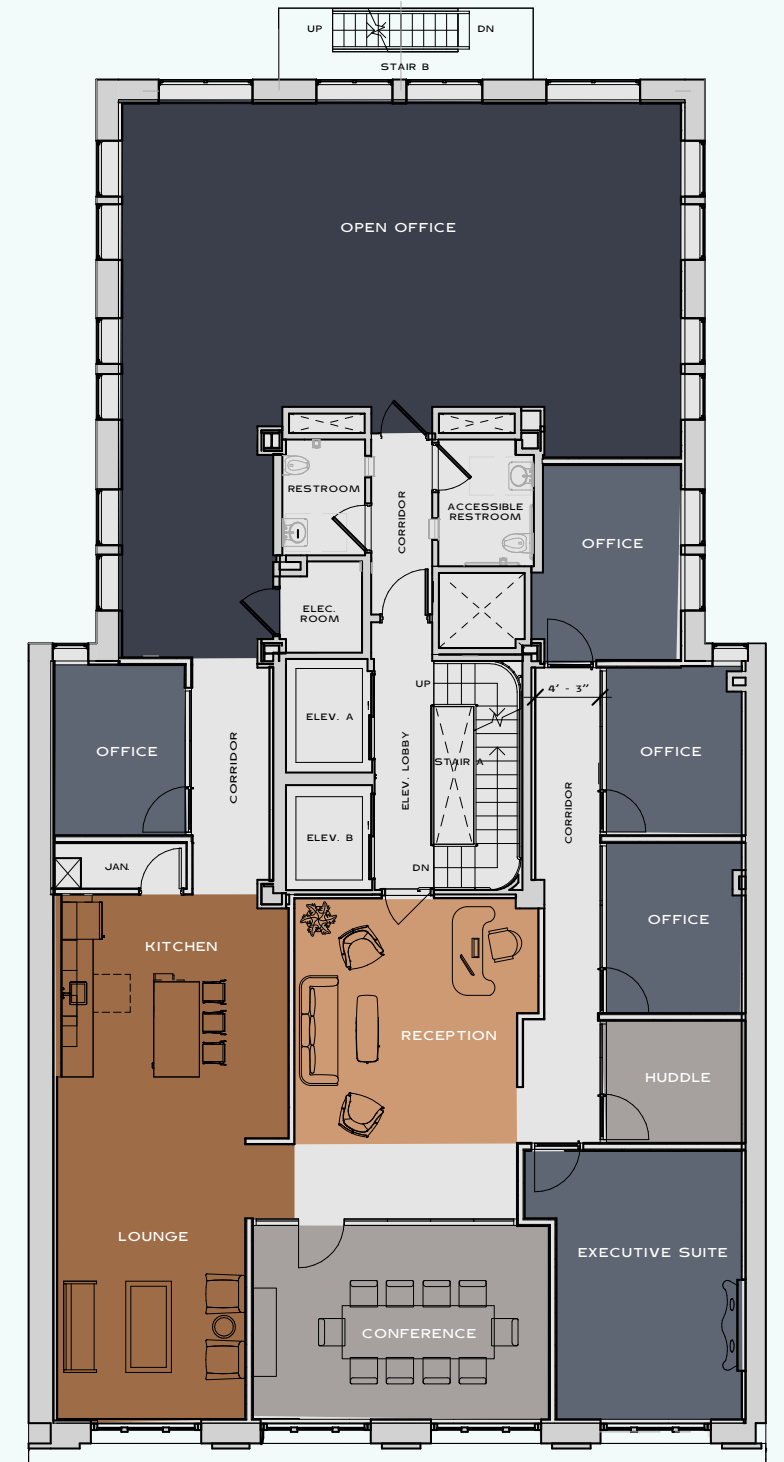 UP
DN
STAIR B
OPEN OFFICE
RESTROOM
CORRIDOR
ACCESSIBLE
RESTROOM
OFFICE
ELEC.
ROOM
UP
4' - 3"
ELEV. A
OFFICE
CORRIDOR
ELEV. LOBBY
STAIR A
OFFICE
CORRIDOR
ELEV. B
JAN.
DN
OFFICE
KITCHEN
RECEPTION
HUDDLE
LOUNGE
EXECUTIVE SUITE
CONFERENCE